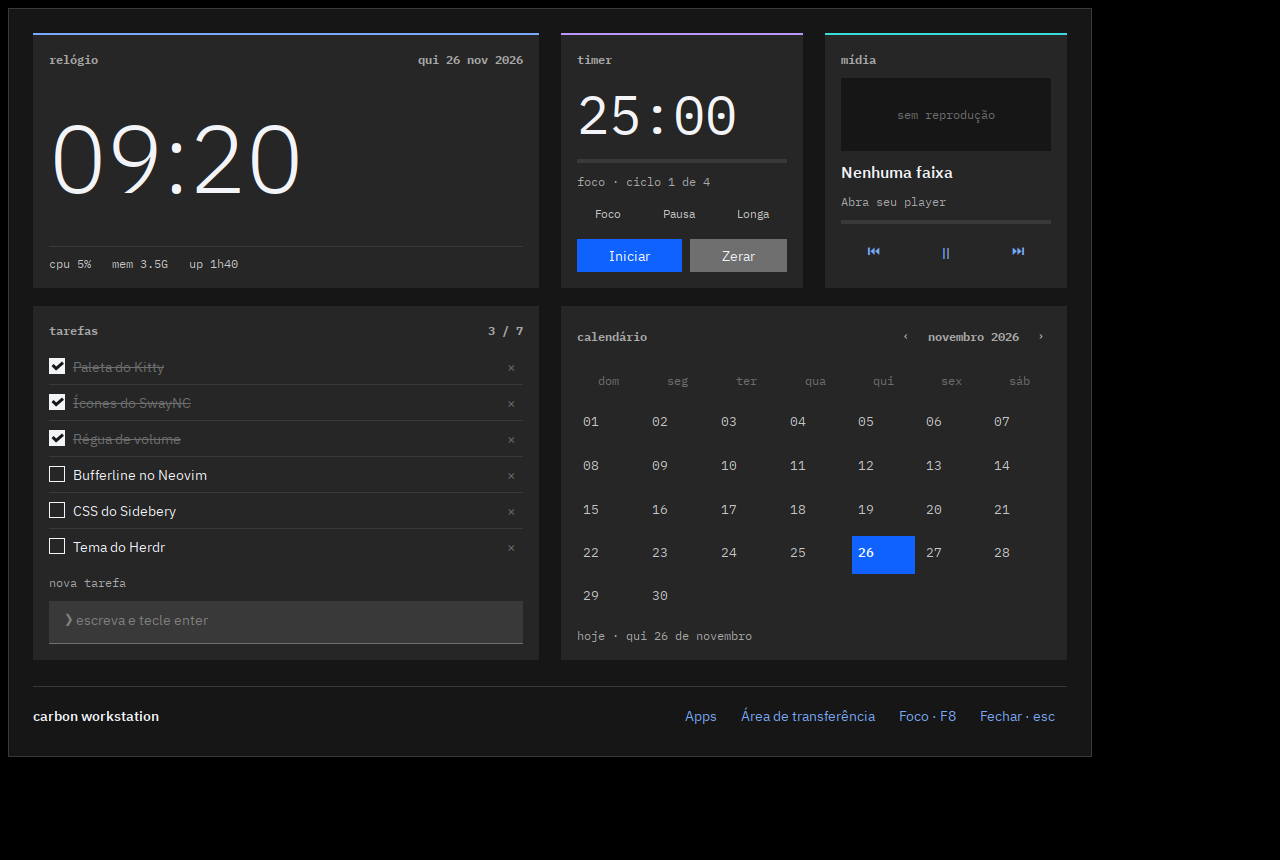 relógio
qui 26 nov 2026
09:20
cpu 5% mem 3.5G up 1h40
timer
25:00
foco · ciclo 1 de 4
Foco Pausa Longa
Iniciar Zerar
mídia
sem reprodução
Nenhuma faixa
Abra seu player
⏮ || ⏭
tarefas
3 / 7
Paleta do Kitty ×
Ícones do SwayNC ×
Régua de volume ×
Bufferline no Neovim ×
CSS do Sidebery ×
Tema do Herdr ×
nova tarefa
❯ escreva e tecle enter
calendário
‹ novembro 2026 ›
dom seg ter qua qui sex sáb
01 02 03 04 05 06 07
08 09 10 11 12 13 14
15 16 17 18 19 20 21
22 23 24 25 26 27 28
29 30
hoje · qui 26 de novembro
carbon workstation
Apps Área de transferência Foco · F8 Fechar · esc